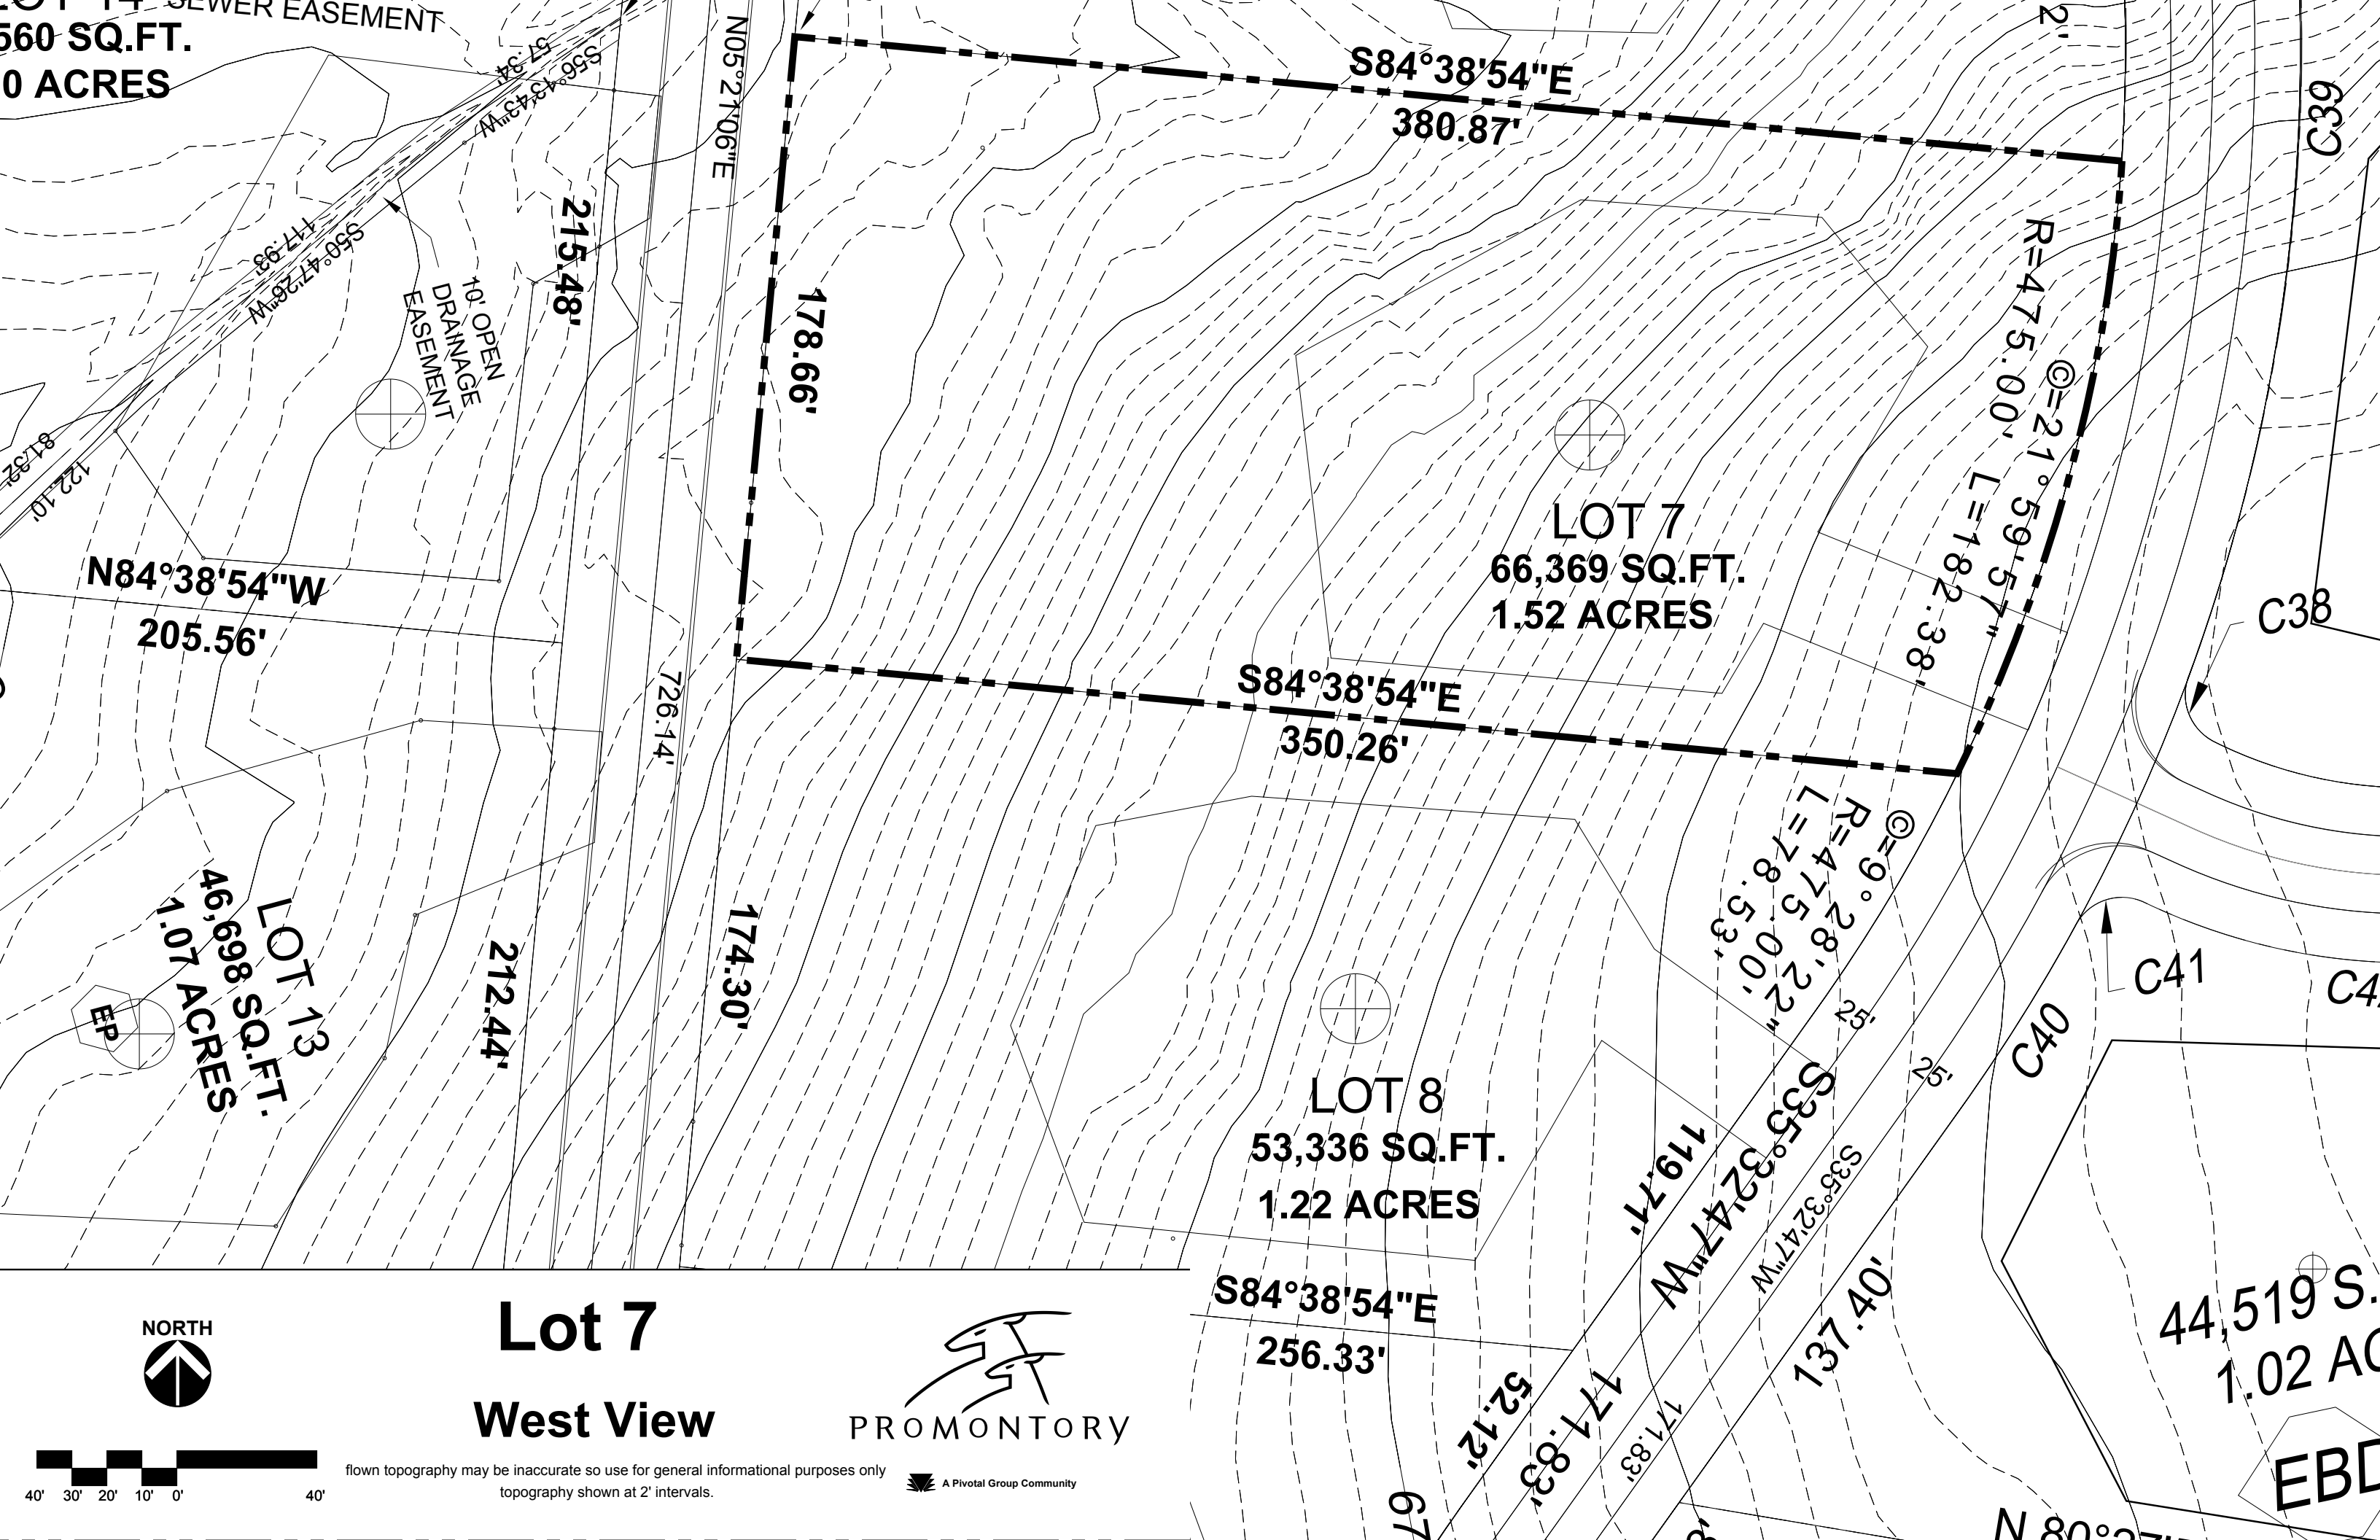 SEWER EASEMENT
560 SQ.FT.
0 ACRES
57.34'
S56°43'43"W
N05°21'06"E
S84°38'54"E
380.87'
2'
C39
117.93'
S50°47'26"W
10' OPEN
DRAINAGE
EASEMENT
215.48'
178.66'
R=475.00' L=182.38'
©=21°59'57"
81.32'
122.10'
LOT 7
66,369 SQ.FT.
1.52 ACRES
N84°38'54"W
205.56'
C38
S84°38'54"E
350.26'
726.14'
©=9°28'22"
R=475.00'
L=78.53'
LOT 13
46,698 SQ.FT.
1.07 ACRES
EP
212.44'
174.30'
C41
C4
25'
25'
C40
LOT 8
53,336 SQ.FT.
1.22 ACRES
S35°32'47"W
119.71'
S35°32'47"W
137.40'
S84°38'54"E
256.33'
44,519 S.
1.02 AC
52.12'
171.83'
171.83'
67
EBD
NORTH
Lot 7
West View
PROMONTORY
A Pivotal Group Community
flown topography may be inaccurate so use for general informational purposes only
topography shown at 2' intervals.
40' 30' 20' 10' 0' 40'